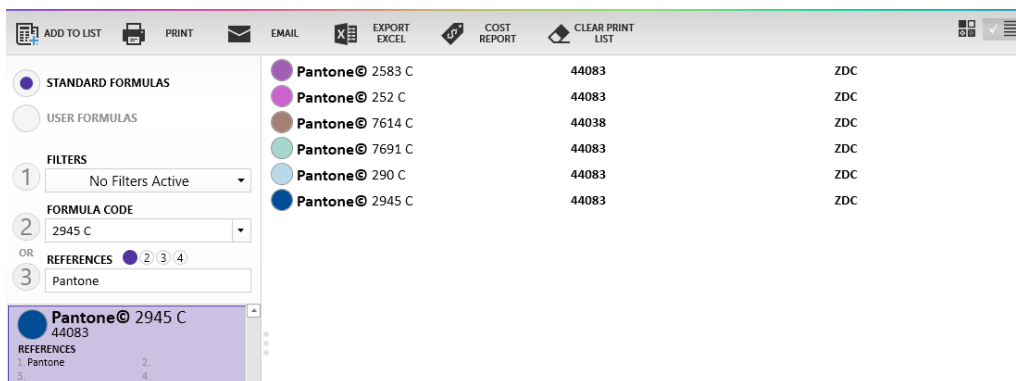 ADD TO LIST
PRINT
EMAIL
EXPORT EXCEL
COST REPORT
CLEAR PRINT LIST
STANDARD FORMULAS
USER FORMULAS
FILTERS
1 No Filters Active
FORMULA CODE
2 2945 C
OR
REFERENCES 2 3 4
3 Pantone
Pantone© 2945 C
44083
REFERENCES
1. Pantone 2.
3. 4.
Pantone© 2583 C 44083 ZDC
Pantone© 252 C 44083 ZDC
Pantone© 7614 C 44038 ZDC
Pantone© 7691 C 44083 ZDC
Pantone© 290 C 44083 ZDC
Pantone© 2945 C 44083 ZDC